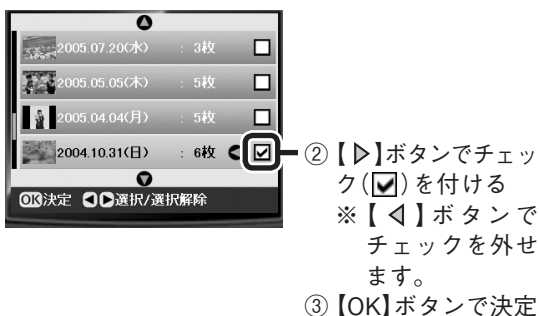 2005.07.20(水) : 3枚
2005.05.05(木) : 5枚
2005.04.04(月) : 5枚
2004.10.31(日) : 6枚
OK決定 ◀▶選択/選択解除
②【▷】ボタンでチェッ
ク(☑)を付ける
※【◁】ボタンで
チェックを外せ
ます。
③【OK】ボタンで決定